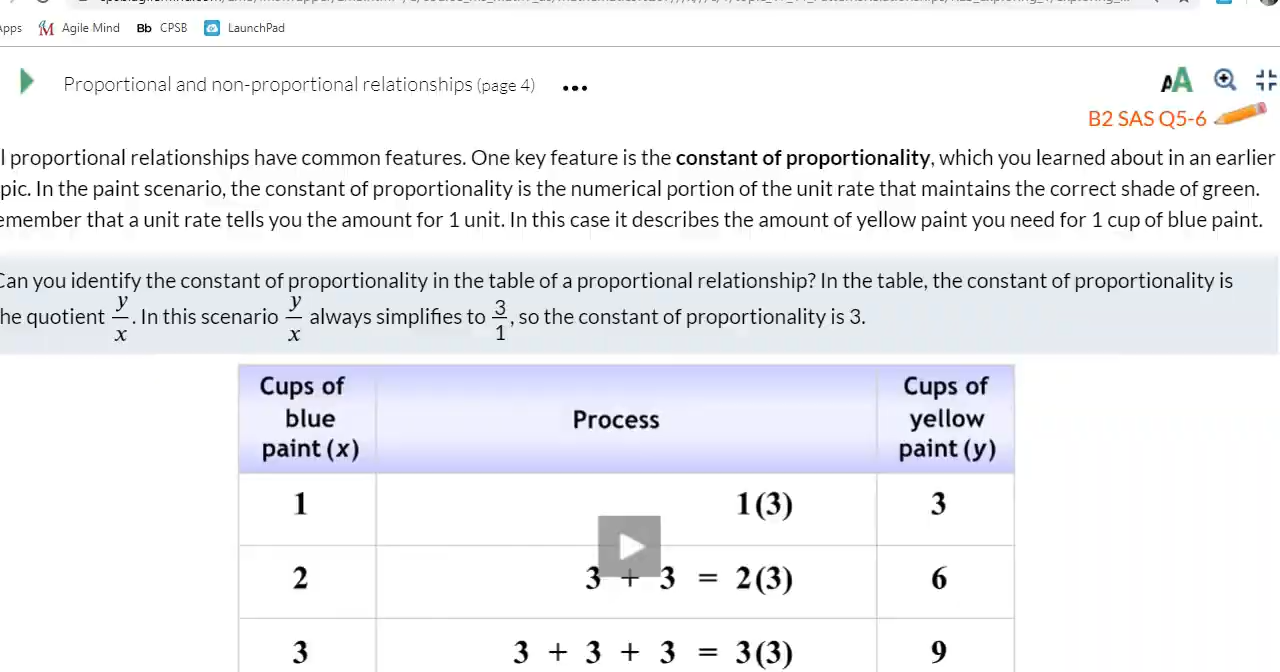 Apps Agile Mind Bb CPSB LaunchPad
Proportional and non-proportional relationships (page 4) ...
AA
B2 SAS Q5-6
l proportional relationships have common features. One key feature is the constant of proportionality, which you learned about in an earlier
pic. In the paint scenario, the constant of proportionality is the numerical portion of the unit rate that maintains the correct shade of green.
emember that a unit rate tells you the amount for 1 unit. In this case it describes the amount of yellow paint you need for 1 cup of blue paint.
Can you identify the constant of proportionality in the table of a proportional relationship? In the table, the constant of proportionality is
he quotient y/x. In this scenario y/x always simplifies to 3/1, so the constant of proportionality is 3.
Cups of blue paint (x) Process Cups of yellow paint (y)
1 1(3) 3
2 3 + 3 = 2(3) 6
3 3 + 3 + 3 = 3(3) 9